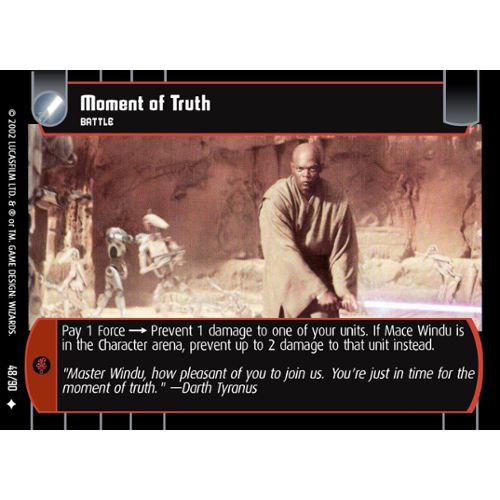 Moment of Truth
BATTLE
Pay 1 Force → Prevent 1 damage to one of your units. If Mace Windu is
in the Character arena, prevent up to 2 damage to that unit instead.
"Master Windu, how pleasant of you to join us. You're just in time for the
moment of truth." —Darth Tyranus
© 2002 LUCASFILM LTD. & ® or TM. GAME DESIGN: WIZARDS.
48/90